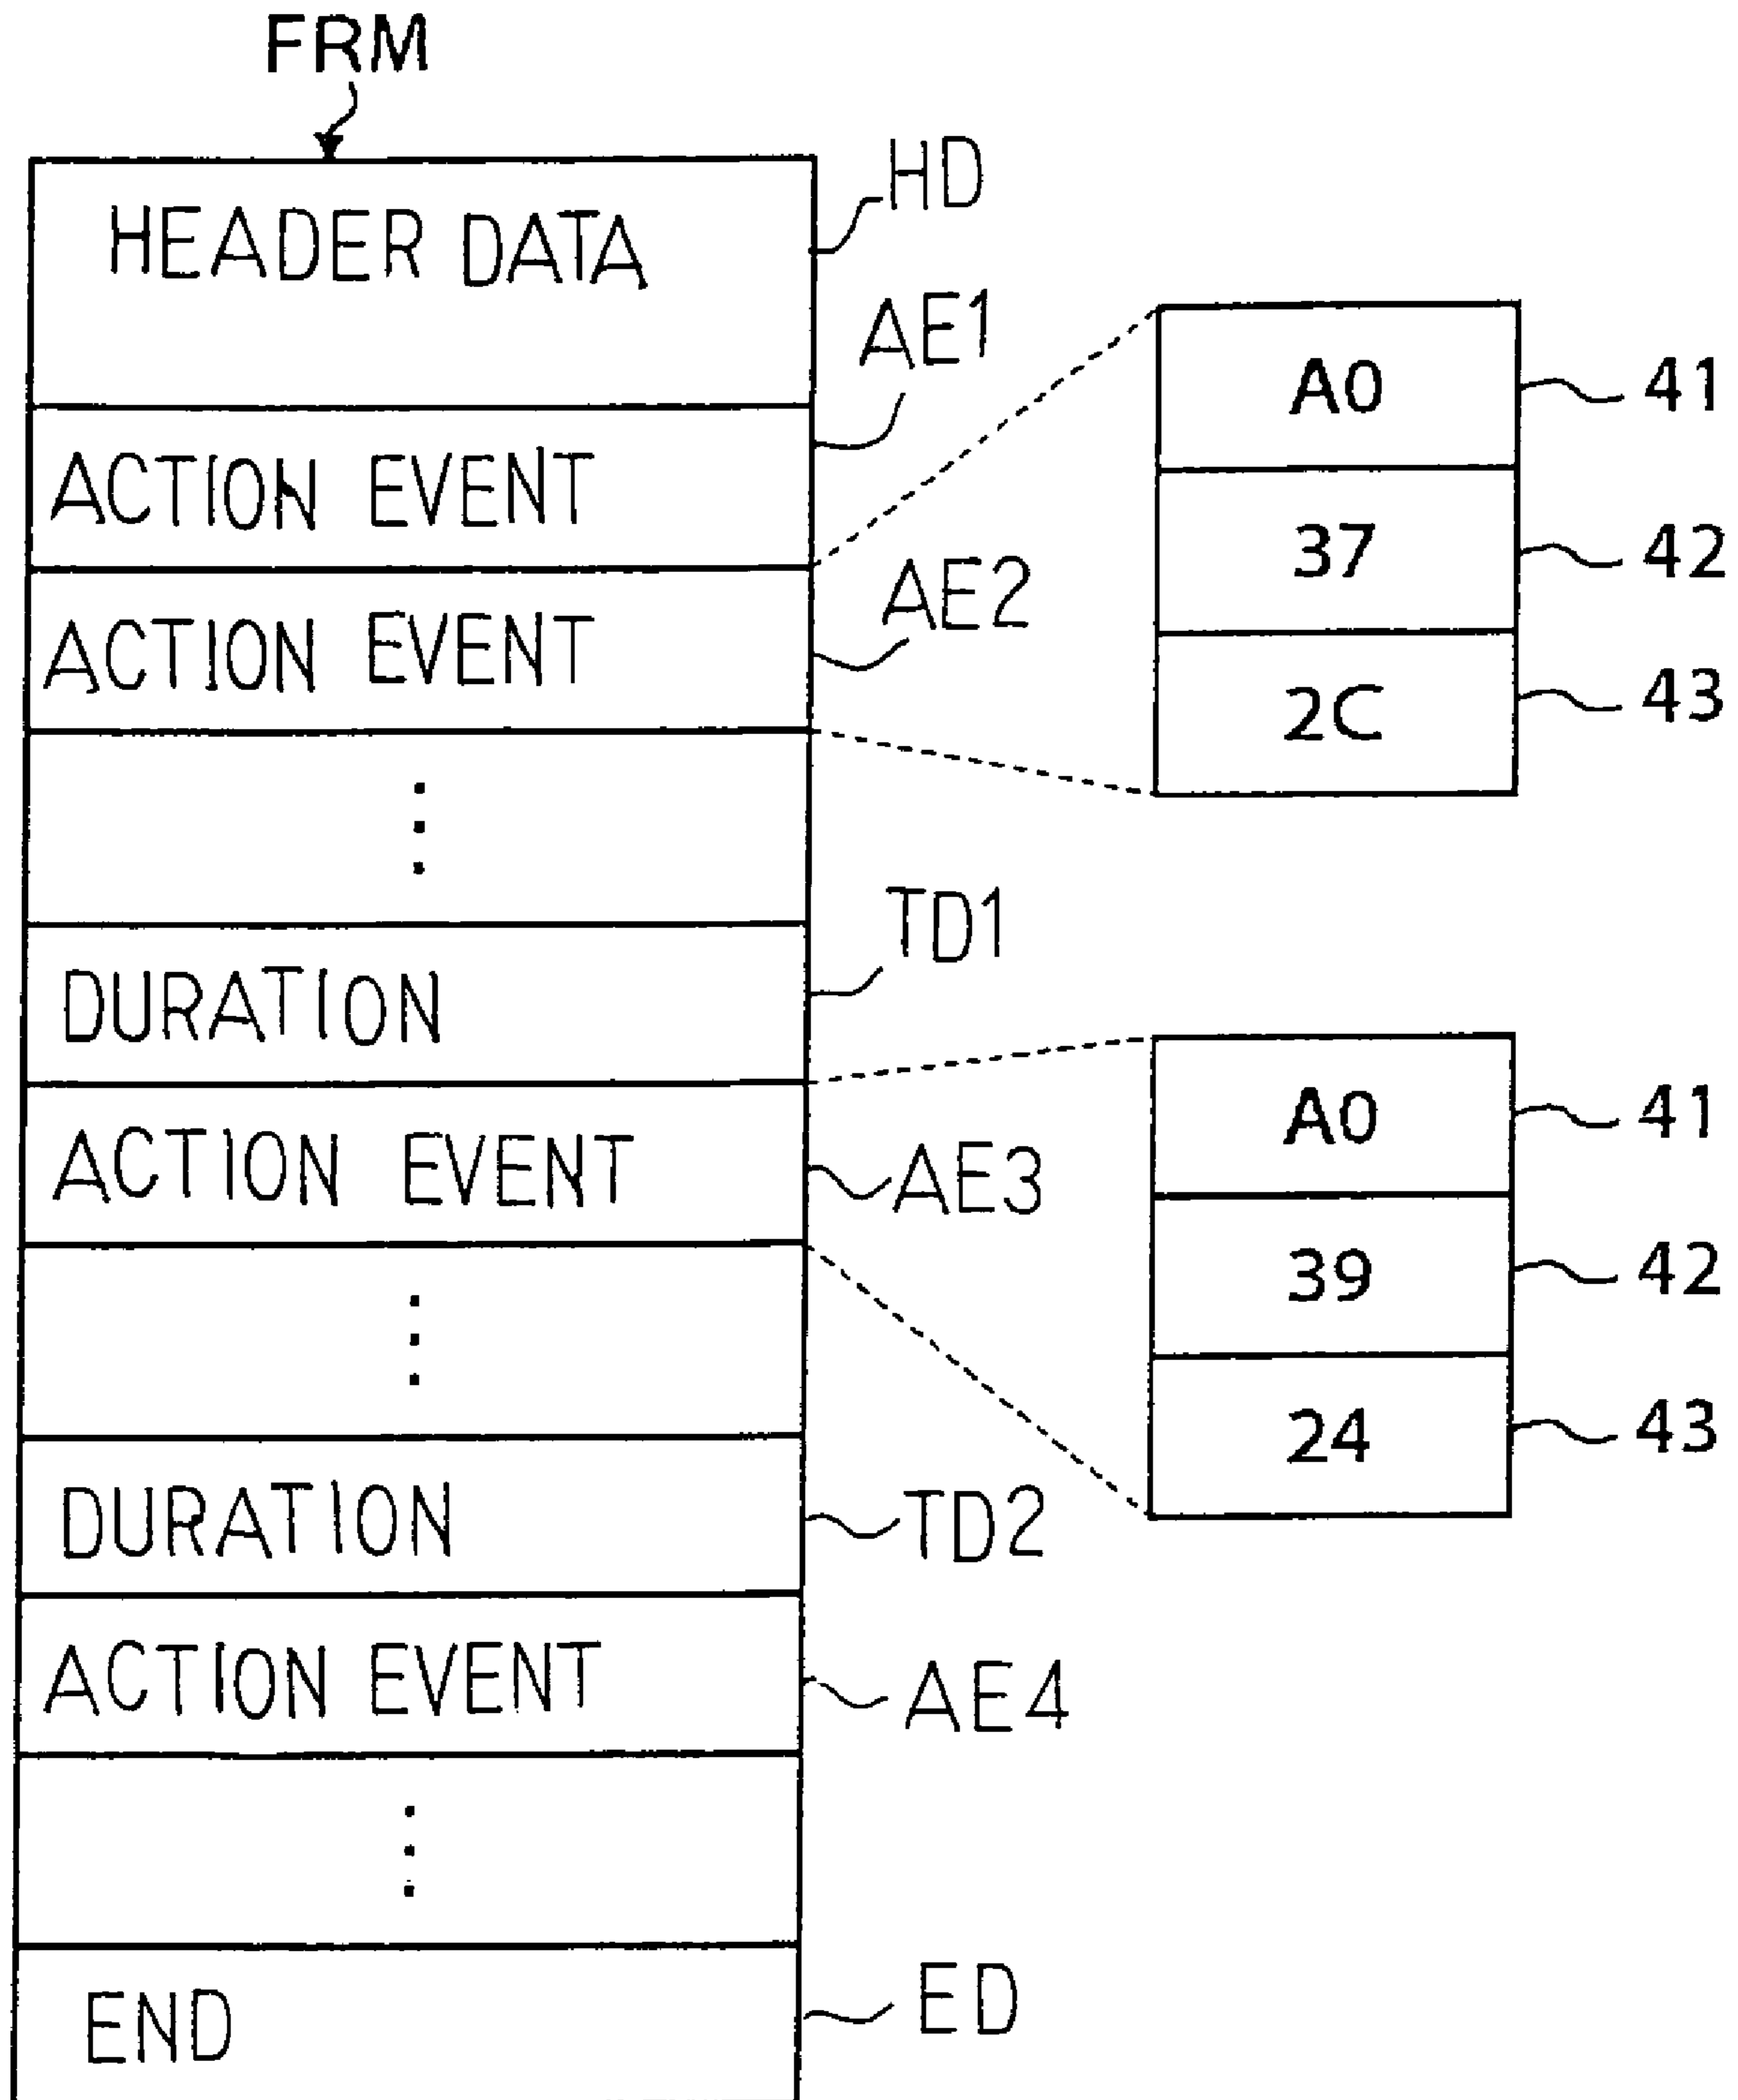 FRM
HEADER DATA
HD
AE1
ACTION EVENT
AE2
ACTION EVENT
A0
41
37
42
2C
43
TD1
DURATION
ACTION EVENT
AE3
A0
41
39
42
24
43
DURATION
TD2
ACTION EVENT
AE4
END
ED